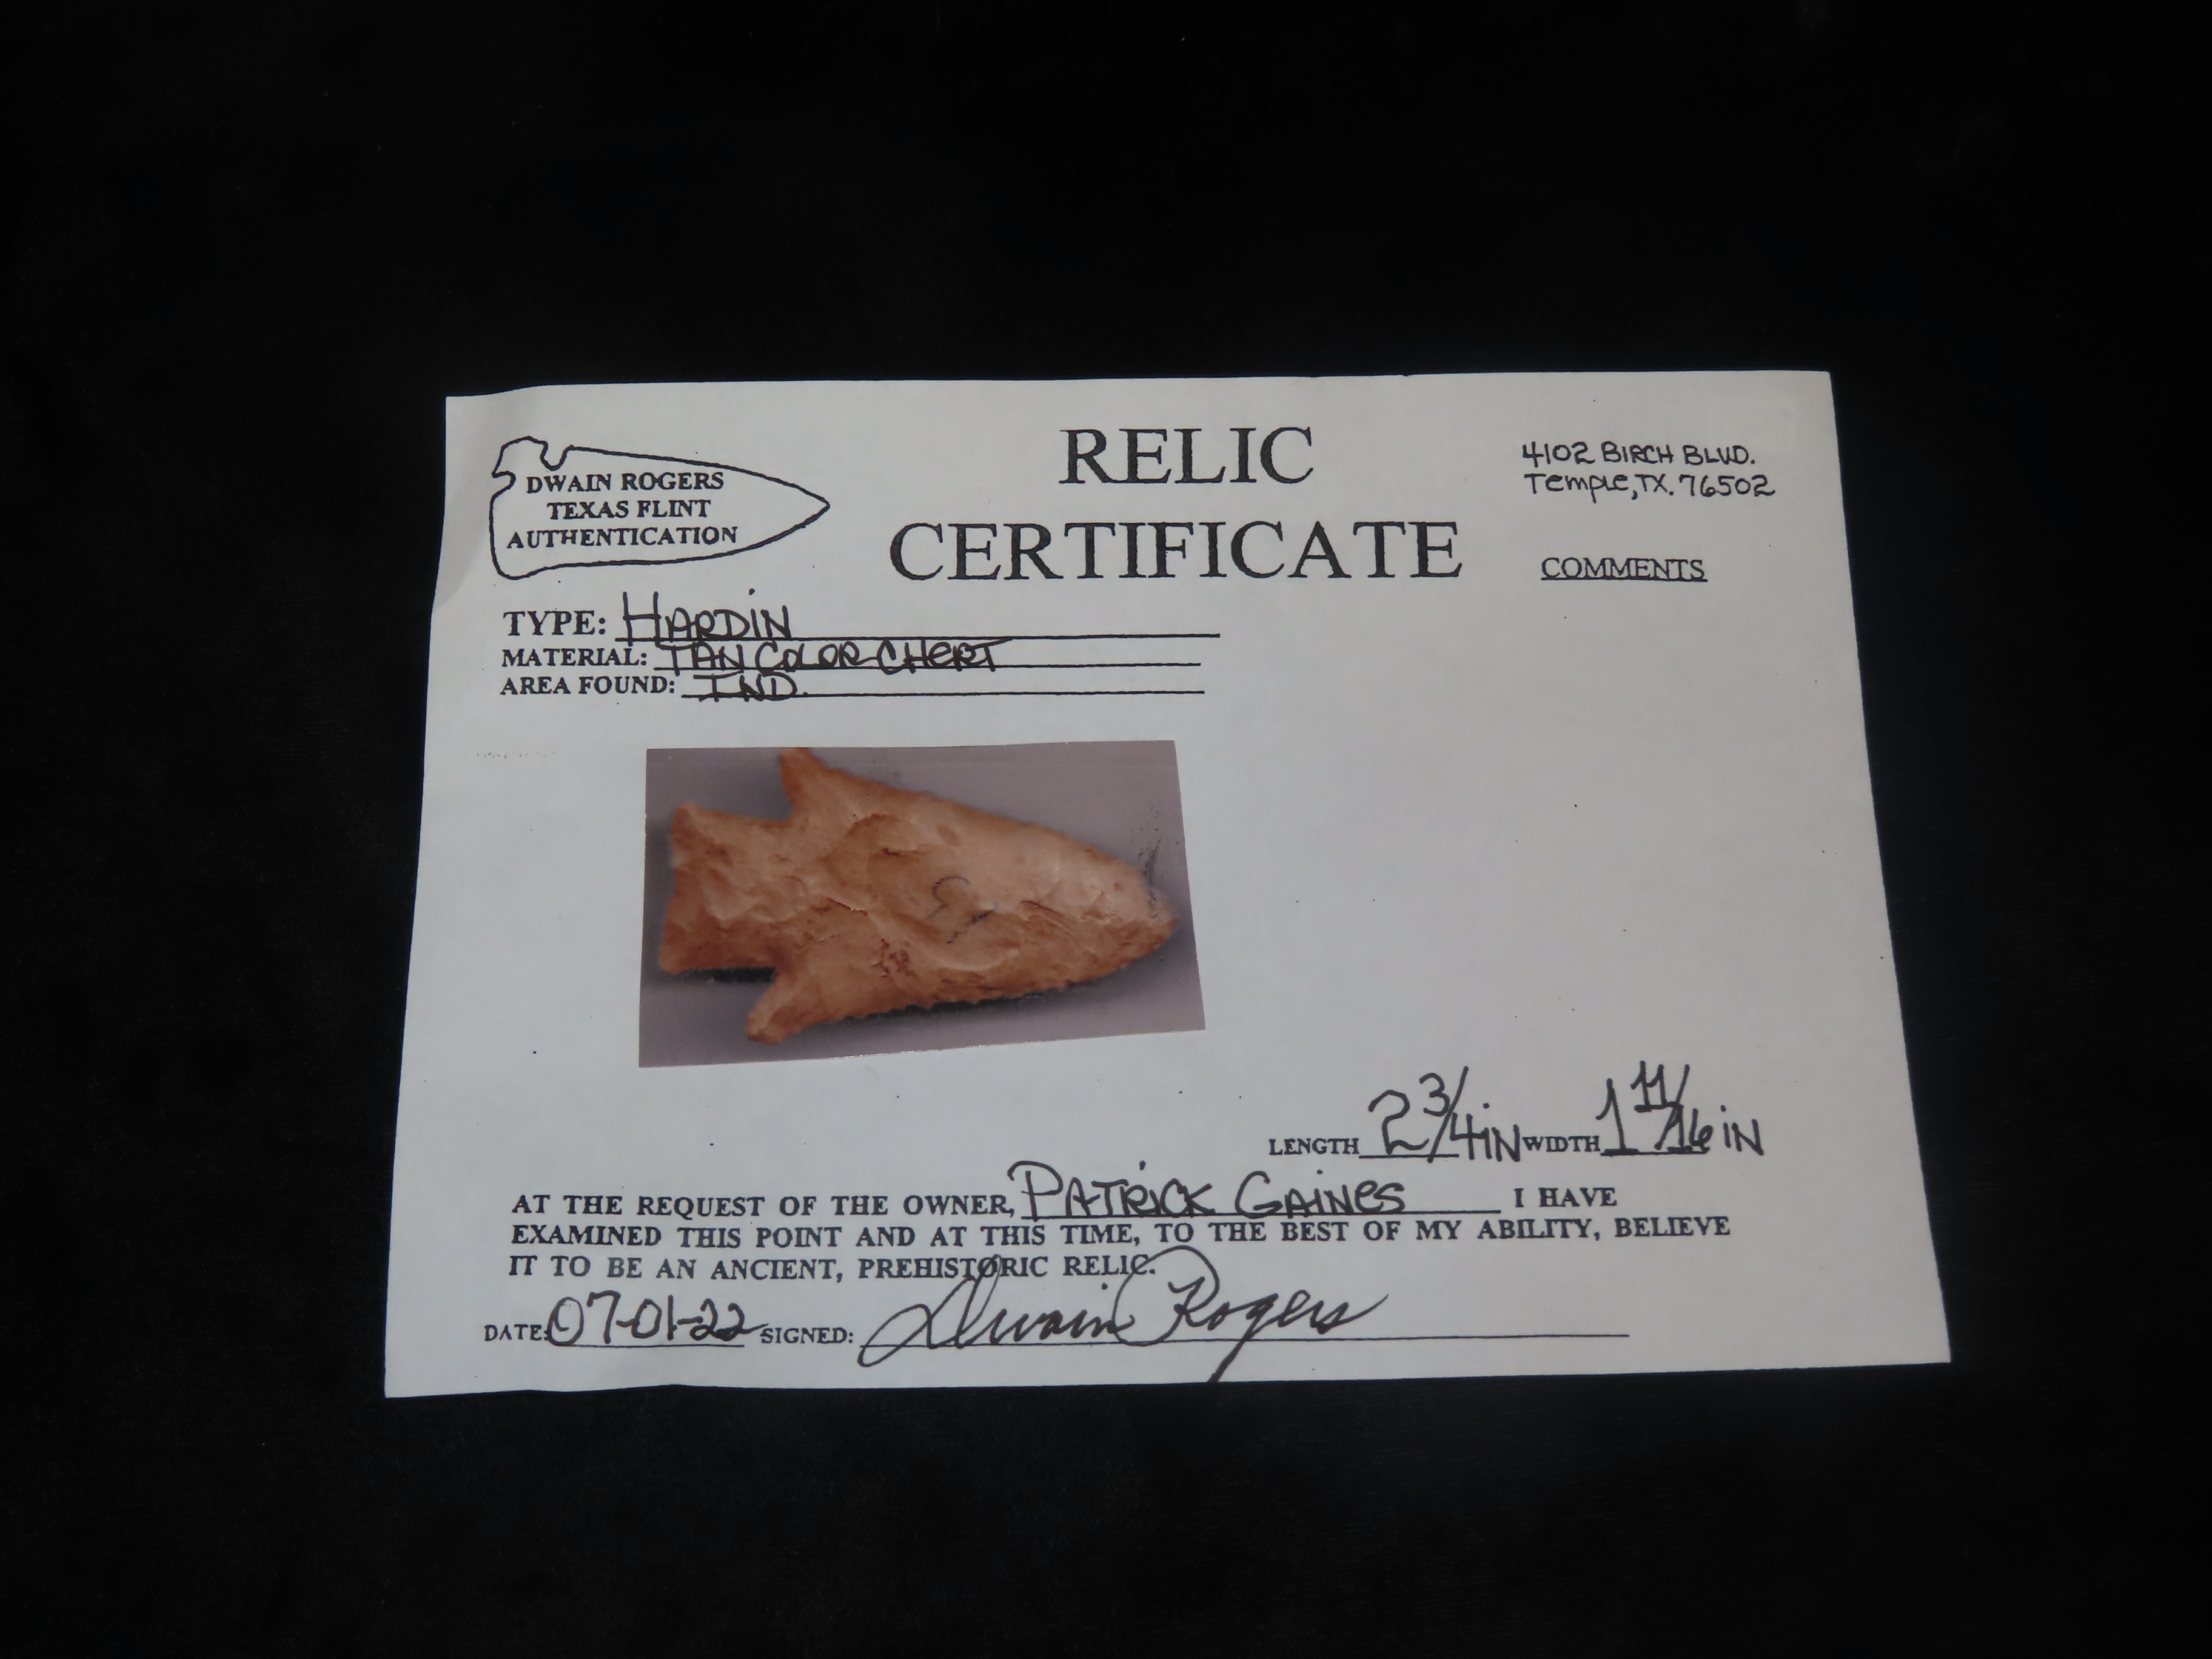 DWAIN ROGERS
TEXAS FLINT
AUTHENTICATION
RELIC
CERTIFICATE
4102 BIRCH BLVD.
Temple, TX. 76502
COMMENTS
TYPE: HARDIN
MATERIAL: TAN COLOR CHERT
AREA FOUND: IND.
LENGTH 2 3/4 IN WIDTH 1 11/16 IN
AT THE REQUEST OF THE OWNER, PATRICK GAINES I HAVE
EXAMINED THIS POINT AND AT THIS TIME, TO THE BEST OF MY ABILITY, BELIEVE
IT TO BE AN ANCIENT, PREHISTORIC RELIC.
DATE: 07-01-22 SIGNED: Dwain Rogers